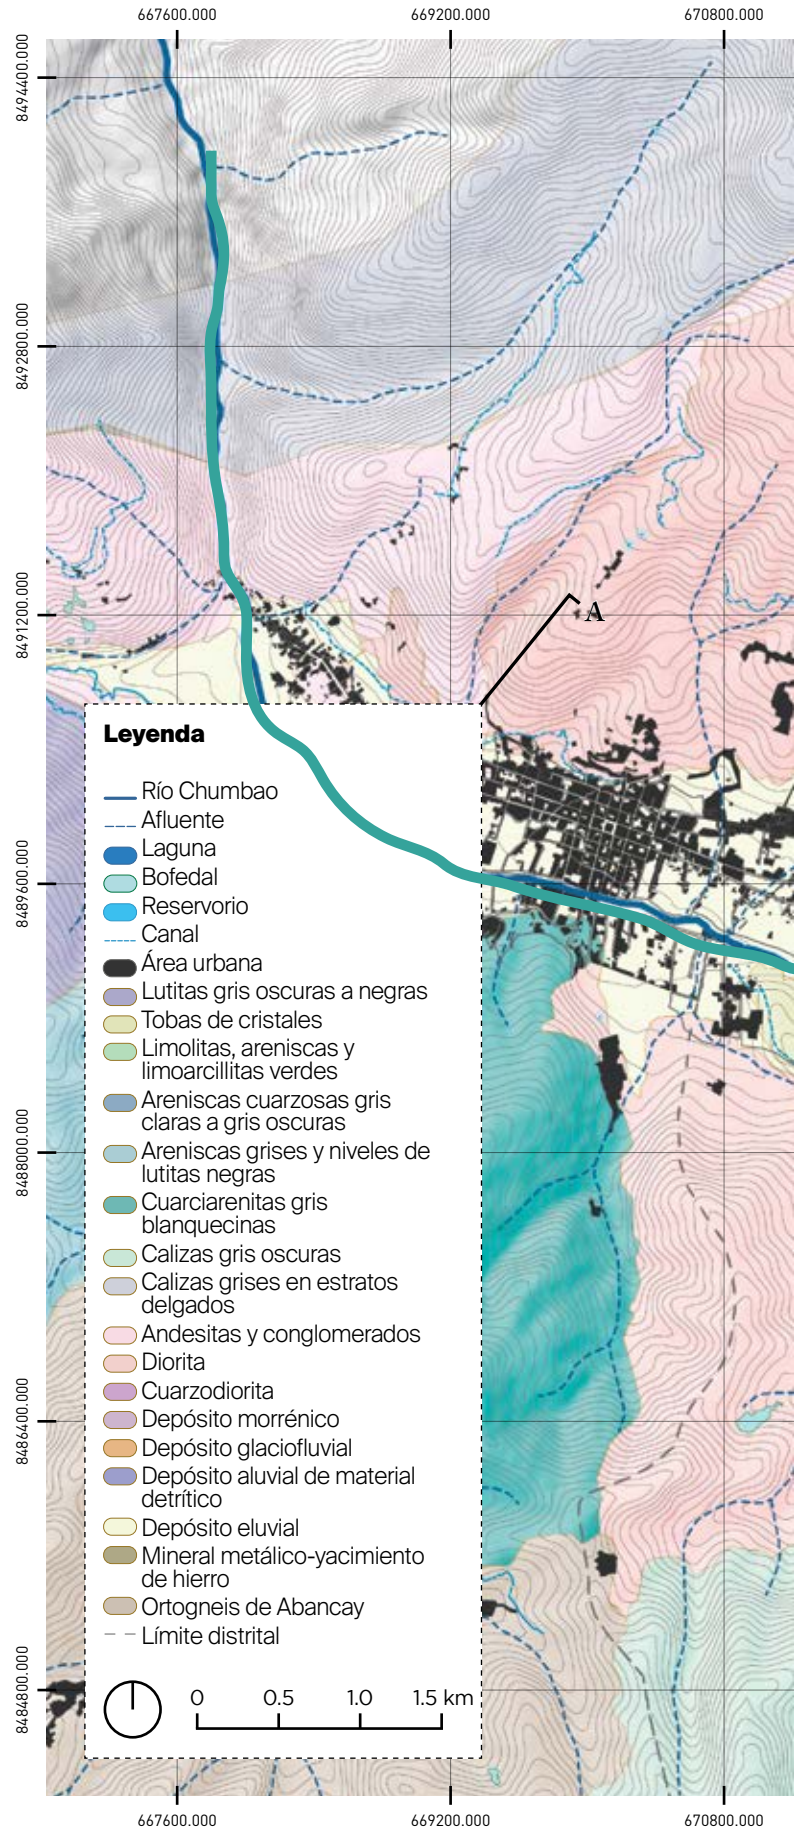 667600.000
669200.000
670800.000
8494400.000
8492800.000
8491200.000
A
8489600.000
8488000.000
8486400.000
8484800.000
Leyenda
Río Chumbao
Afluente
Laguna
Bofedal
Reservorio
Canal
Área urbana
Lutitas gris oscuras a negras
Tobas de cristales
Limolitas, areniscas y
limoarcillitas verdes
Areniscas cuarzosas gris
claras a gris oscuras
Areniscas grises y niveles de
lutitas negras
Cuarciarenitas gris
blanquecinas
Calizas gris oscuras
Calizas grises en estratos
delgados
Andesitas y conglomerados
Diorita
Cuarzodiorita
Depósito morrénico
Depósito glaciofluvial
Depósito aluvial de material
detrítico
Depósito eluvial
Mineral metálico-yacimiento
de hierro
Ortogneis de Abancay
Límite distrital
0 0.5 1.0 1.5 km
667600.000
669200.000
670800.000